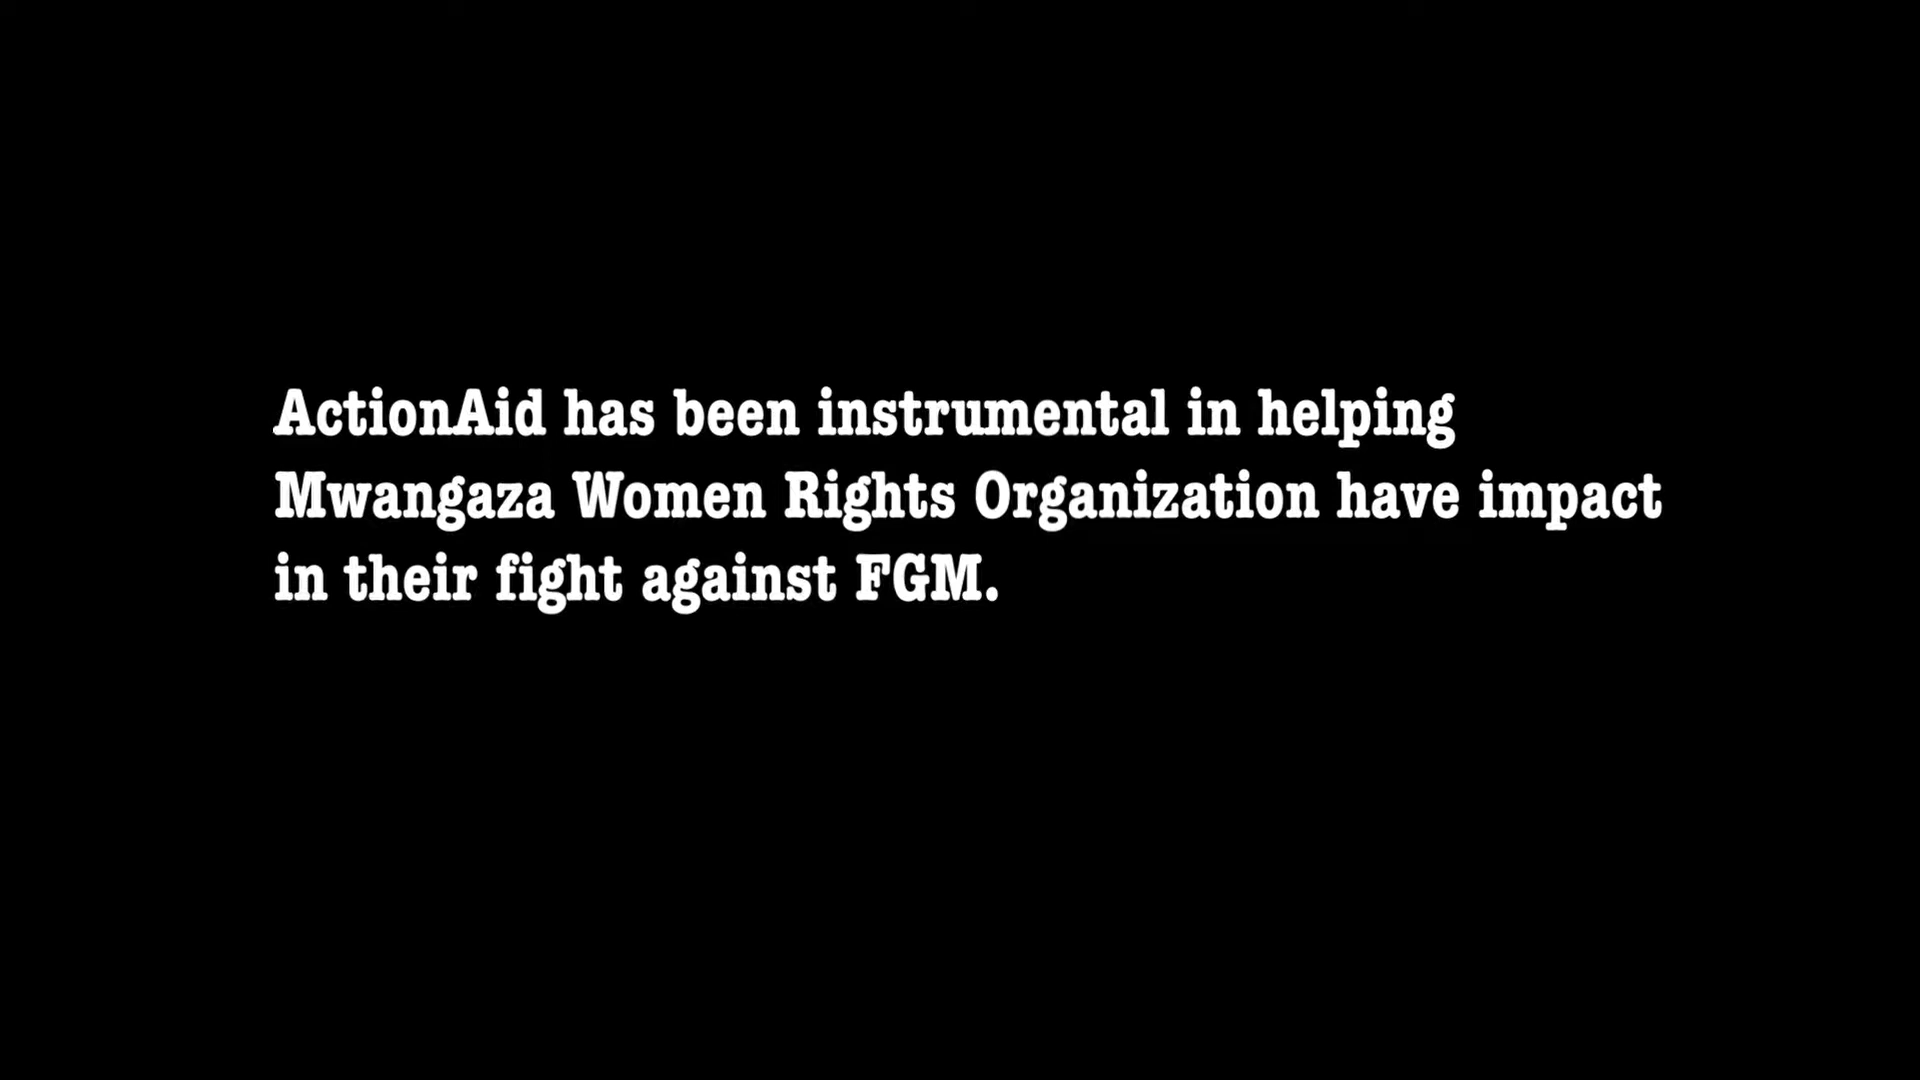 ActionAid has been instrumental in helping
Mwangaza Women Rights Organization have impact
in their fight against FGM.